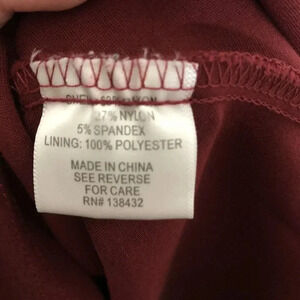 27% NYLON
5% SPANDEX
LINING: 100% POLYESTER
MADE IN CHINA
SEE REVERSE
FOR CARE
RN# 138432